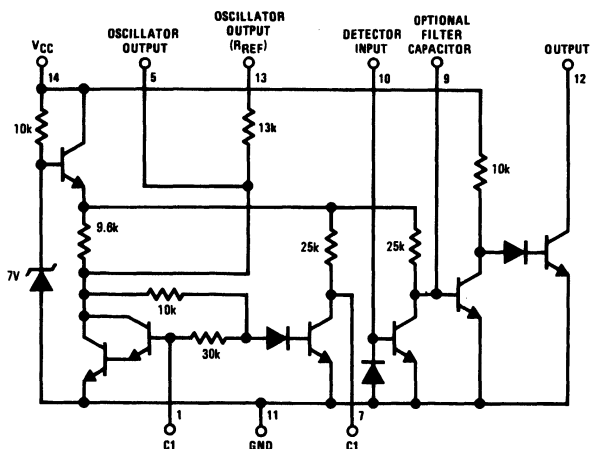 OSCILLATOR
OUTPUT
(RREF)
OPTIONAL
FILTER
CAPACITOR
OSCILLATOR
OUTPUT
DETECTOR
INPUT
VCC
OUTPUT
14
5
13
10
9
12
10k
13k
10k
9.6k
25k
25k
7V
10k
30k
1
11
7
C1
GND
C1